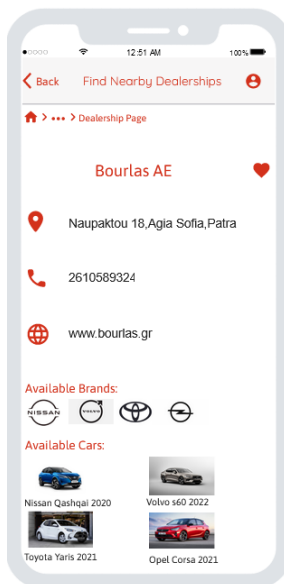 12:51 AM
100%
Back
Find Nearby Dealerships
> ••• > Dealership Page
Bourlas AE
Naupaktou 18,Agia Sofia,Patra
2610589324
www.bourlas.gr
Available Brands:
NISSAN
VOLVO
Available Cars:
Nissan Qashqai 2020
Volvo s60 2022
Toyota Yaris 2021
Opel Corsa 2021